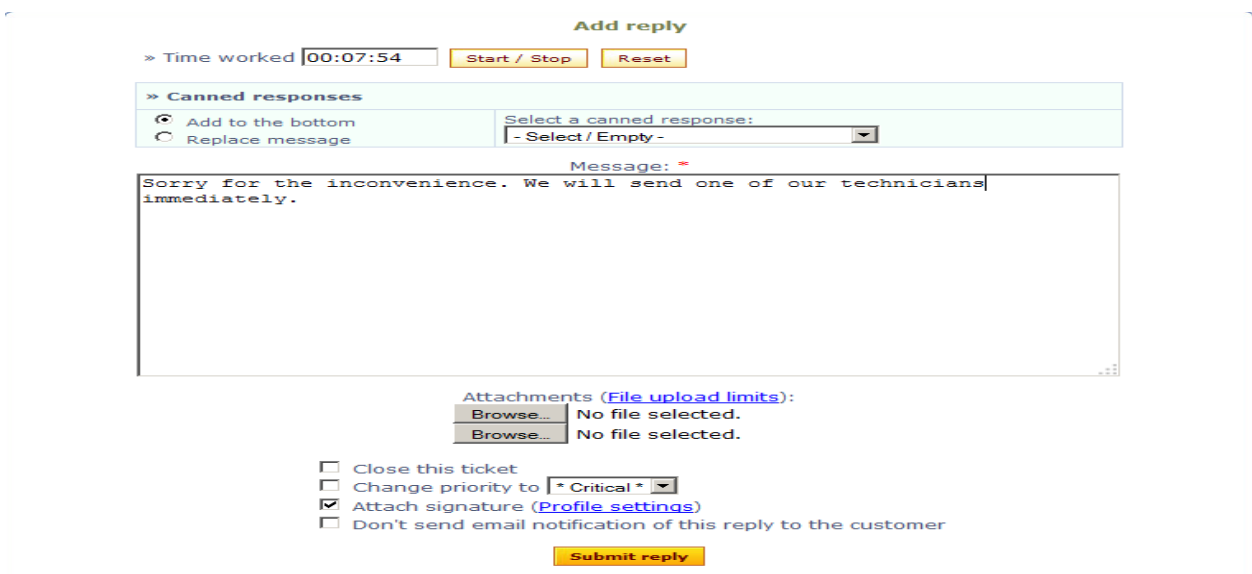 Add reply
» Time worked 00:07:54 Start / Stop Reset
» Canned responses
Add to the bottom
Replace message
Select a canned response:
- Select / Empty -
Message: *
Sorry for the inconvenience. We will send one of our technicians
immediately.
Attachments (File upload limits):
Browse... No file selected.
Browse... No file selected.
Close this ticket
Change priority to * Critical *
Attach signature (Profile settings)
Don't send email notification of this reply to the customer
Submit reply